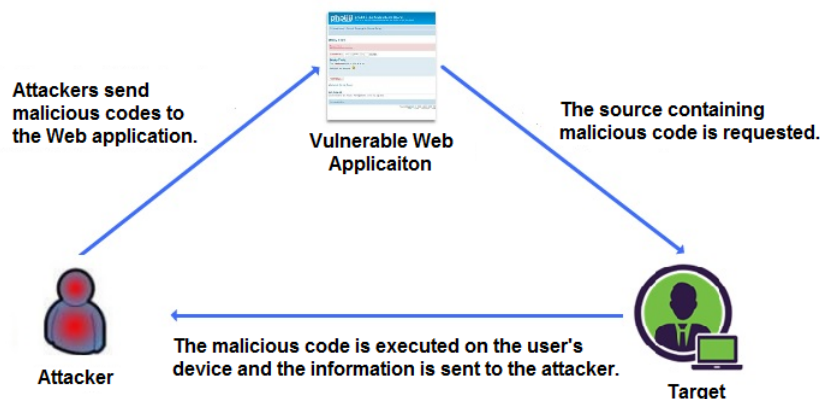 phpBB
Attackers send
malicious codes to
the Web application.
The source containing
malicious code is requested.
Vulnerable Web
Applicaiton
The malicious code is executed on the user's
device and the information is sent to the attacker.
Attacker
Target